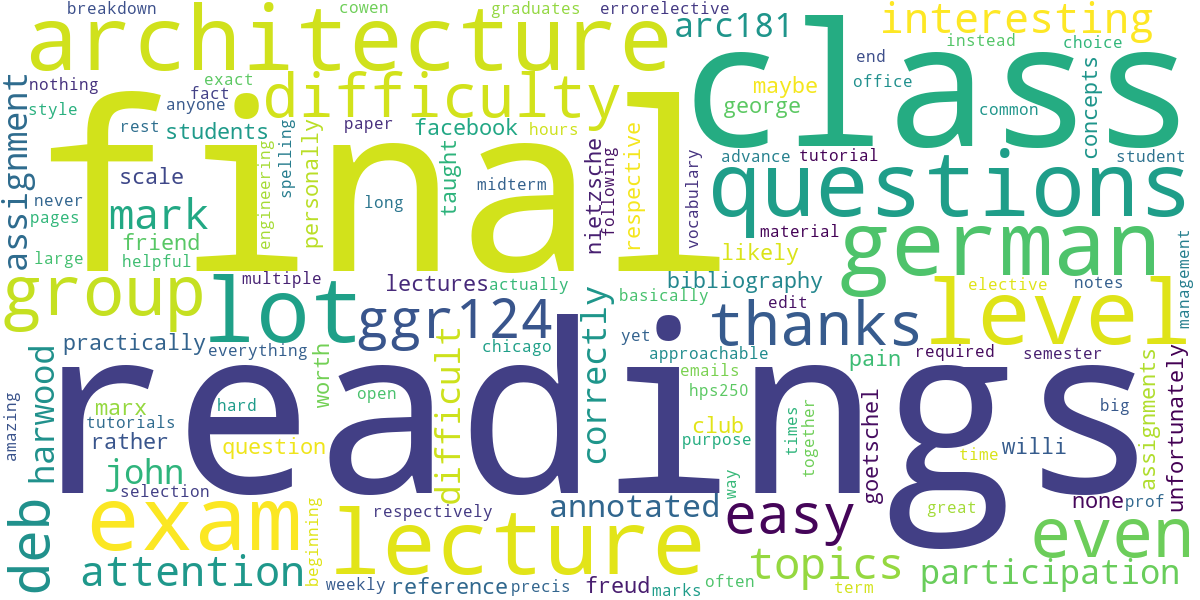 breakdown
cowen
graduates
errorelective
architecture
arc181
interesting
instead
choice
nothing
exact
fact
difficulty
class
end
office
maybe
george
common
concepts
style
anyone
assignment
rest
students
paper
facebook
hours
final
engineering
spelling
personally
taught
nietzsche
following
respective
vocabulary
advance
tutorial
student
scale
midterm
questions
never
pages
mark
long
friend
helpful
large
material
german
likely
group
multiple
lot
lectures
actually
bibliography
basically
elective
notes
management
ggr124
correctly
edit
thanks
level
yet
practically
everything
difficult
chicago
approachable
pain
required
semester
harwood
worth
emails
hps250
open
readings
amazing
marx
hard
tutorials
rather
question
club
purpose
times
together
goetschel
willi
time
big
assignments
unfortunately
john
selection
way
none
prof
deb
exam
respectively
annotated
easy
great
lecture
even
attention
beginning
topics
participation
weekly
reference
precis
freud
marks
often
term